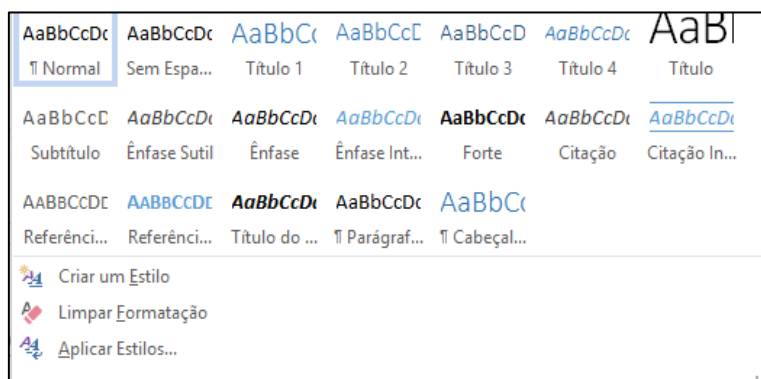 AaBbCcDc AaBbCcDc AaBbCc AaBbCcC AaBbCcD AaBbCcDc AaB
¶ Normal Sem Espa... Título 1 Título 2 Título 3 Título 4 Título
AaBbCcD AaBbCcDc AaBbCcDc AaBbCcDc AaBbCcDc AaBbCcDc AaBbCcDc
Subtítulo Ênfase Sutil Ênfase Ênfase Int... Forte Citação Citação In...
AABBCCDE AABBCCDE AaBbCcDc AaBbCcDc AaBbCc
Referênci... Referênci... Título do ... ¶ Parágraf... ¶ Cabeçal...
Criar um Estilo
Limpar Formatação
Aplicar Estilos...